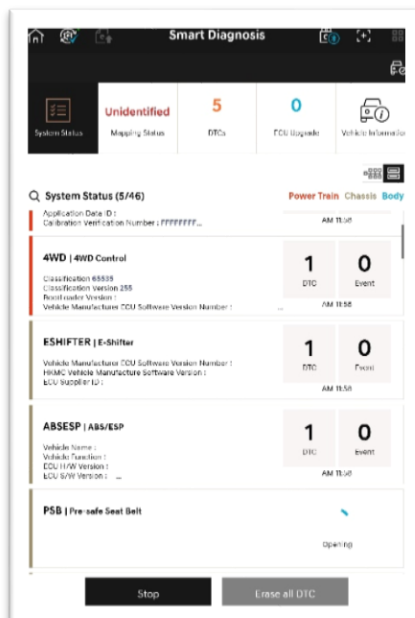 Smart Diagnosis
Unidentified
5
0
System Status
Mapping Status
DTCs
ECU Upgrade
Vehicle Information
System Status (5/46)
Power Train Chassis Body
Application Data ID :
Calibration Verification Number : FFFFFFFF...
AM 11:58
4WD | 4WD Control
1
0
DTC
Event
Classification 65535
Classification Version 255
Boot loader Version :
Vehicle Manufacturer ECU Software Version Number :
...
AM 11:58
ESHIFTER | E-Shifter
1
0
DTC
Event
Vehicle Manufacturer ECU Software Version Number :
HKMC Vehicle Manufacture Software Version :
ECU Supplier ID :
AM 11:58
ABSESP | ABS/ESP
1
0
DTC
Event
Vehicle Name :
Vehicle Function :
ECU H/W Version :
ECU S/W Version : ...
AM 11:58
PSB | Pre-safe Seat Belt
Opening
Stop
Erase all DTC